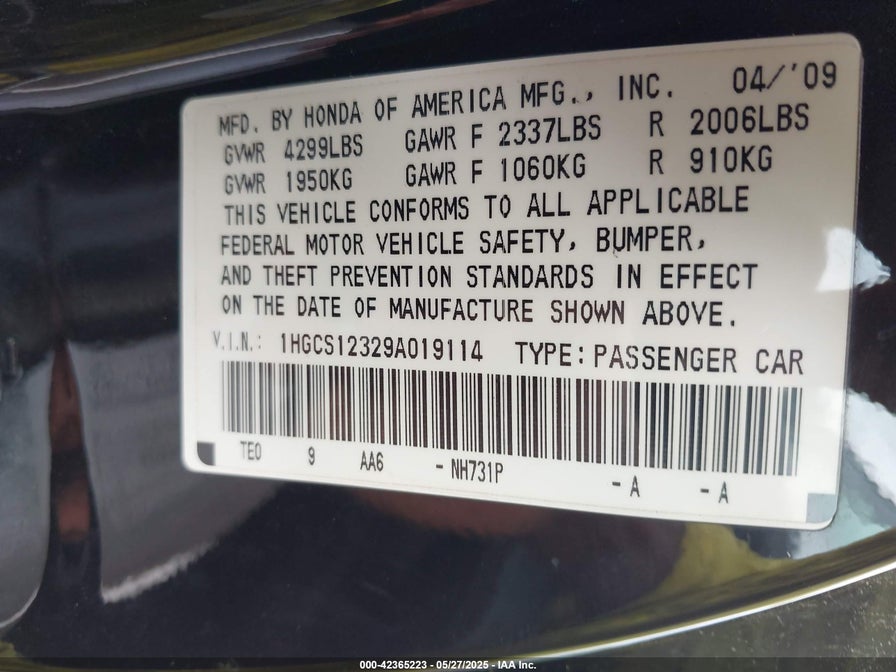 MFD. BY HONDA OF AMERICA MFG., INC. 04/'09
GVWR 4299LBS GAWR F 2337LBS R 2006LBS
GVWR 1950KG GAWR F 1060KG R 910KG
THIS VEHICLE CONFORMS TO ALL APPLICABLE
FEDERAL MOTOR VEHICLE SAFETY, BUMPER,
AND THEFT PREVENTION STANDARDS IN EFFECT
ON THE DATE OF MANUFACTURE SHOWN ABOVE.
V.I.N.: 1HGCS12329A019114 TYPE: PASSENGER CAR
TE0 9 AA6 - NH731P - A - A
000-42365223 - 05/27/2025 - IAA Inc.